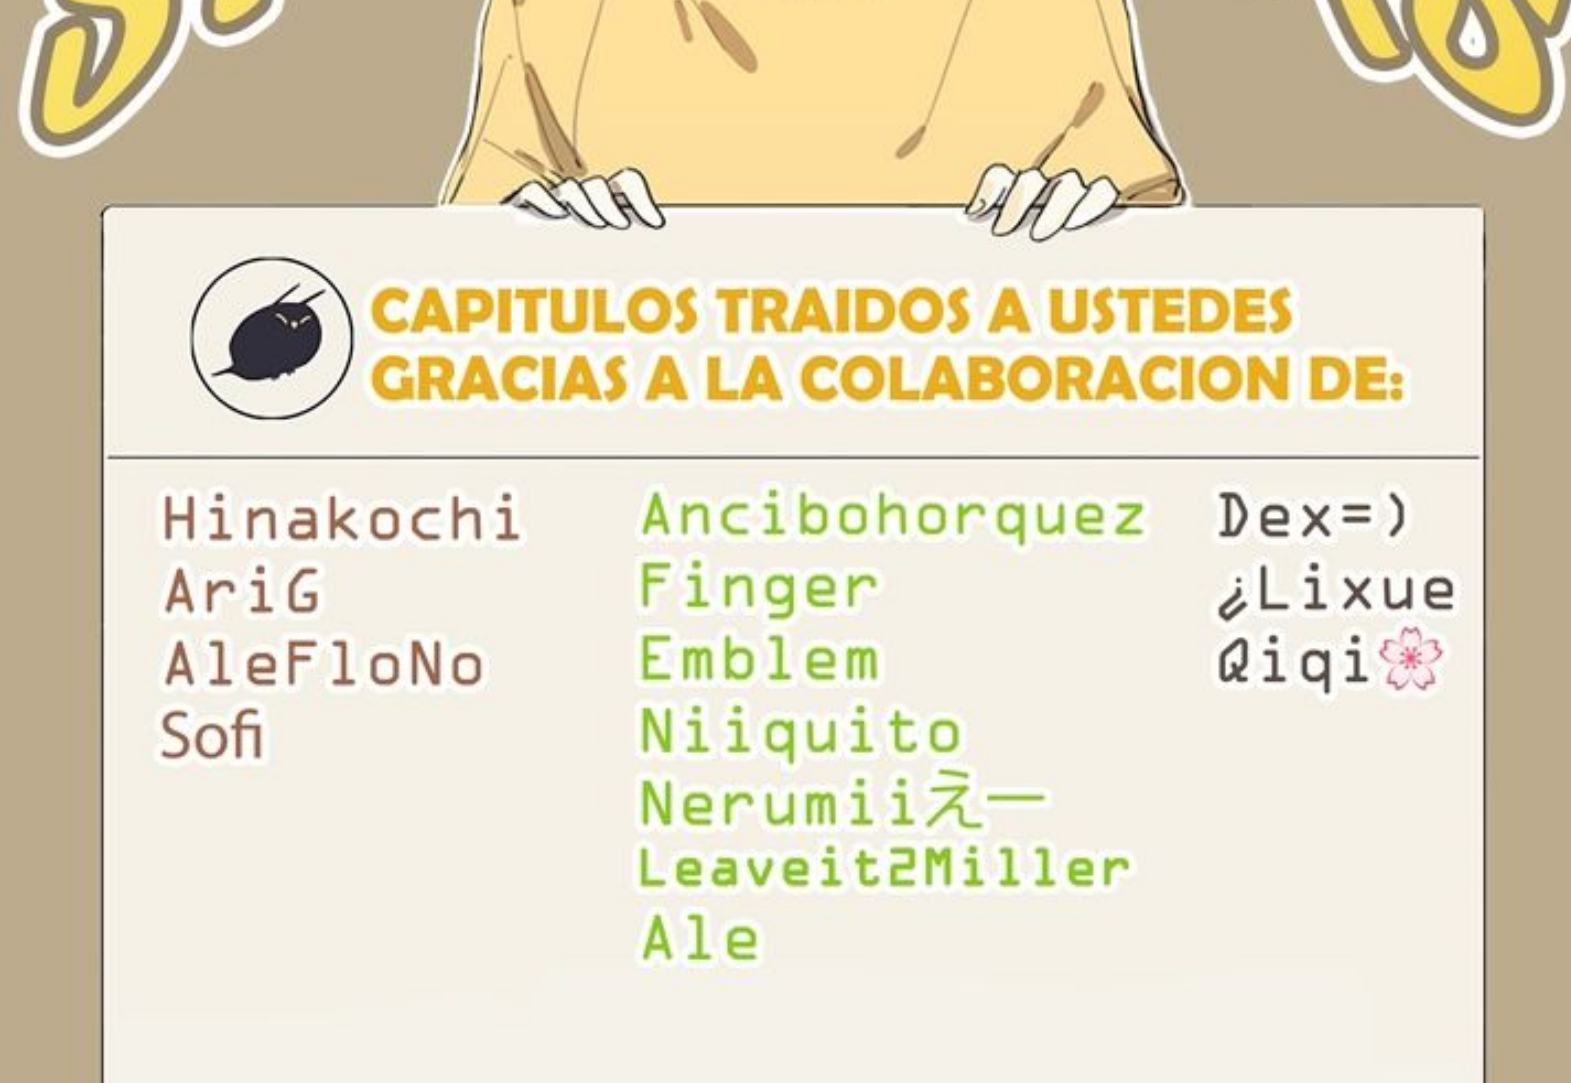 CAPITULOS TRAIDOS A USTEDES
GRACIAS A LA COLABORACION DE:
Hinakochi
AriG
AleFloNo
Sofi
Ancibohorquez
Finger
Emblem
Niiquito
Nerumiiえー
Leaveit2Miller
Ale
Dex=)
¿Lixue
Qiqi🌸